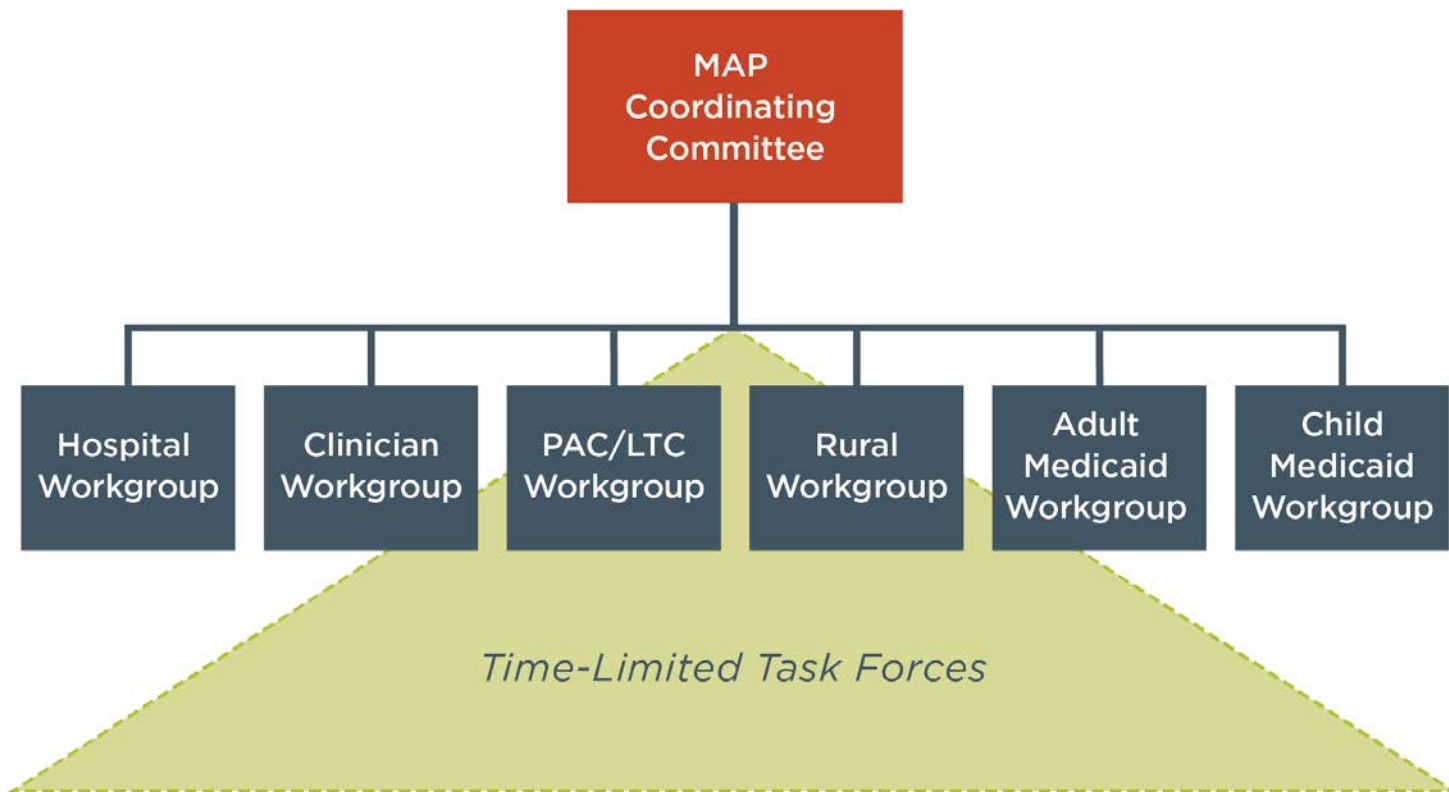 MAP
Coordinating
Committee
Hospital
Workgroup
Clinician
Workgroup
PAC/LTC
Workgroup
Rural
Workgroup
Adult
Medicaid
Workgroup
Child
Medicaid
Workgroup
Time-Limited Task Forces